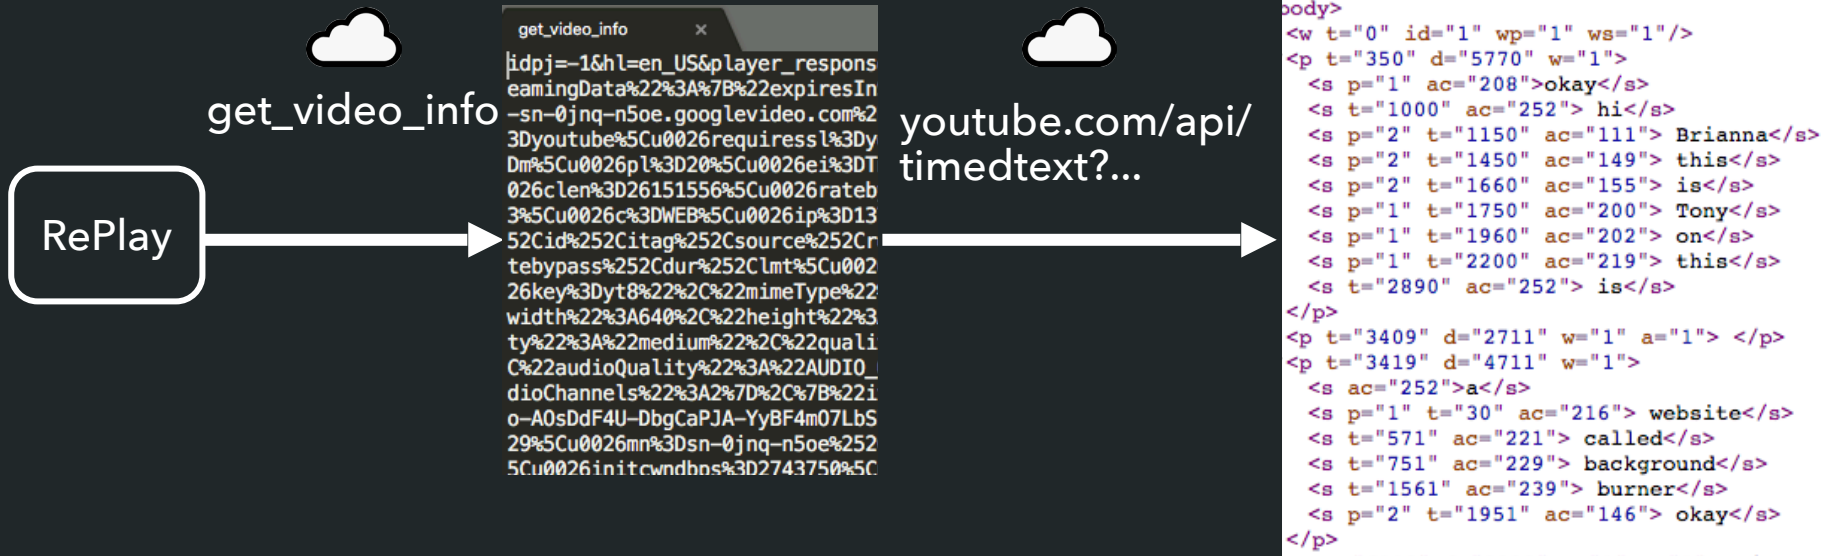 RePlay
get_video_info
get_video_info ×
idpj=-1&hl=en_US&player_respons
eamingData%22%3A%7B%22expiresIn
-sn-0jnq-n5oe.googlevideo.com%2
3Dyoutube%5Cu0026requiressl%3Dy
Dm%5Cu0026pl%3D20%5Cu0026ei%3DT
026clen%3D26151556%5Cu0026rateb
3%5Cu0026c%3DWEB%5Cu0026ip%3D13
52Cid%252Citag%252Csource%252Cr
tebypass%252Cdur%252Clmt%5Cu002
26key%3Dyt8%22%2C%22mimeType%22
width%22%3A640%2C%22height%22%3
ty%22%3A%22medium%22%2C%22quali
C%22audioQuality%22%3A%22AUDIO_
dioChannels%22%3A2%7D%2C%7B%22i
o-AOsDdF4U-DbgCaPJA-YyBF4mO7LbS
29%5Cu0026mn%3Dsn-0jnq-n5oe%252
5Cu0026initcwndbps%3D2743750%5C
youtube.com/api/
timedtext?...
body>
<w t="0" id="1" wp="1" ws="1"/>
<p t="350" d="5770" w="1">
<s p="1" ac="208">okay</s>
<s t="1000" ac="252"> hi</s>
<s p="2" t="1150" ac="111"> Brianna</s>
<s p="2" t="1450" ac="149"> this</s>
<s p="2" t="1660" ac="155"> is</s>
<s p="1" t="1750" ac="200"> Tony</s>
<s p="1" t="1960" ac="202"> on</s>
<s p="1" t="2200" ac="219"> this</s>
<s t="2890" ac="252"> is</s>
</p>
<p t="3409" d="2711" w="1" a="1"> </p>
<p t="3419" d="4711" w="1">
<s ac="252">a</s>
<s p="1" t="30" ac="216"> website</s>
<s t="571" ac="221"> called</s>
<s t="751" ac="229"> background</s>
<s t="1561" ac="239"> burner</s>
<s p="2" t="1951" ac="146"> okay</s>
</p>